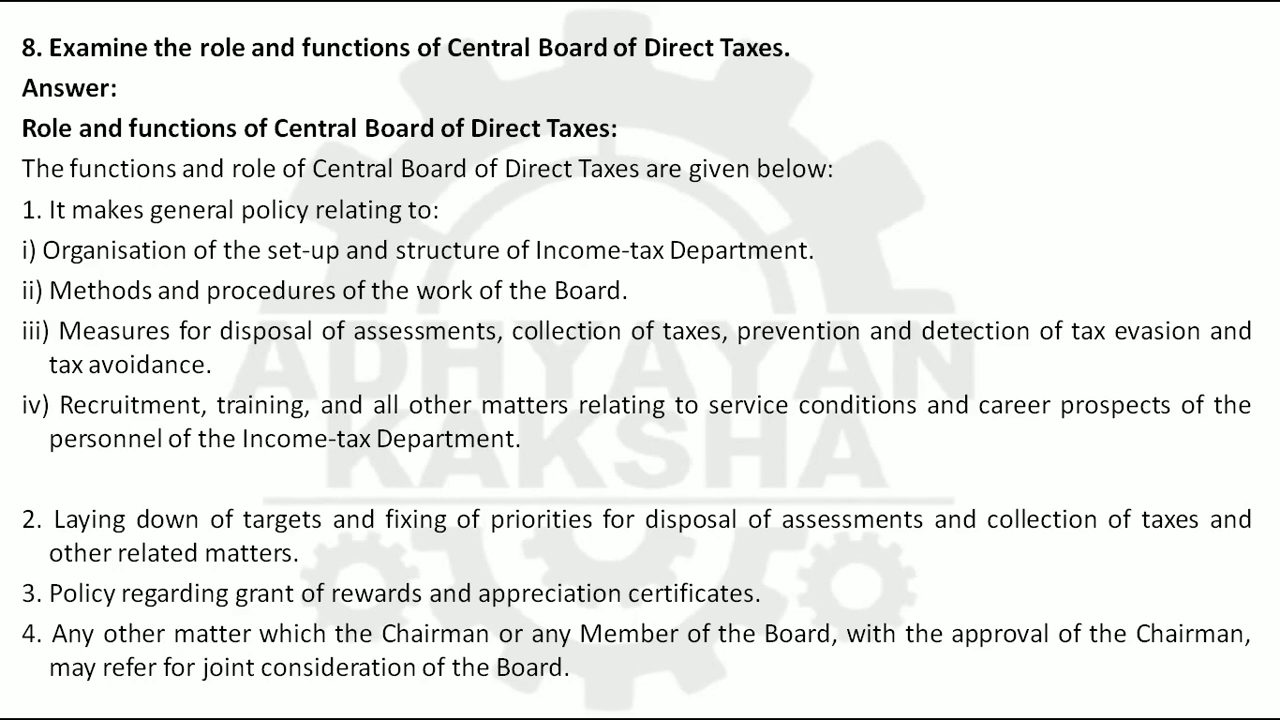 8. Examine the role and functions of Central Board of Direct Taxes.
Answer:
Role and functions of Central Board of Direct Taxes:
The functions and role of Central Board of Direct Taxes are given below:
1. It makes general policy relating to:
i) Organisation of the set-up and structure of Income-tax Department.
ii) Methods and procedures of the work of the Board.
iii) Measures for disposal of assessments, collection of taxes, prevention and detection of tax evasion and
tax avoidance.
iv) Recruitment, training, and all other matters relating to service conditions and career prospects of the
personnel of the Income-tax Department.
2. Laying down of targets and fixing of priorities for disposal of assessments and collection of taxes and
other related matters.
3. Policy regarding grant of rewards and appreciation certificates.
4. Any other matter which the Chairman or any Member of the Board, with the approval of the Chairman,
may refer for joint consideration of the Board.
ADHYAYAN
KAKSHA